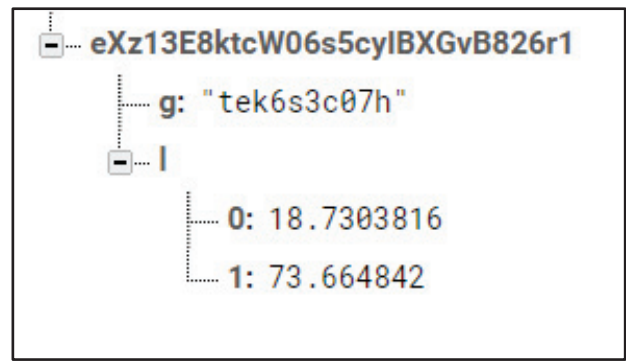 eXz13E8ktcW06s5cyIBXGvB826r1
g: "tek6s3c07h"
l
0: 18.7303816
1: 73.664842